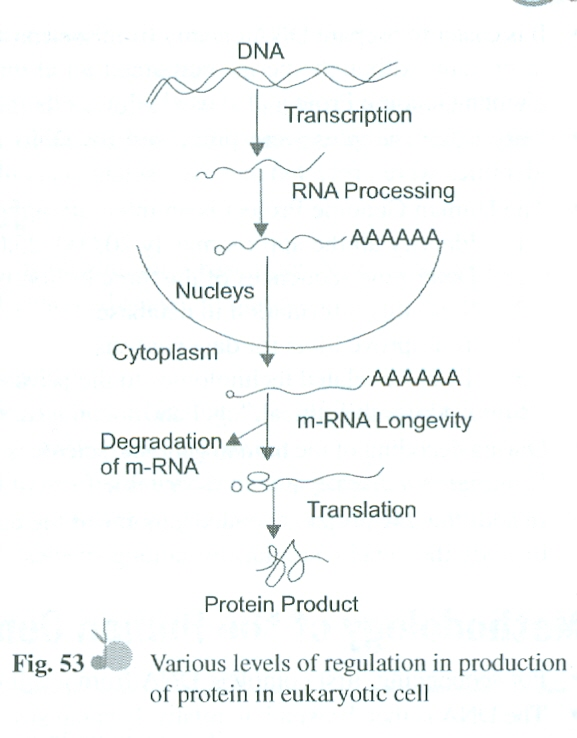 DNA
Transcription
RNA Processing
AAAAAA
Nucleys
Cytoplasm
AAAAAA
m-RNA Longevity
Degradation
of m-RNA
Translation
Protein Product
Fig. 53 Various levels of regulation in production
of protein in eukaryotic cell